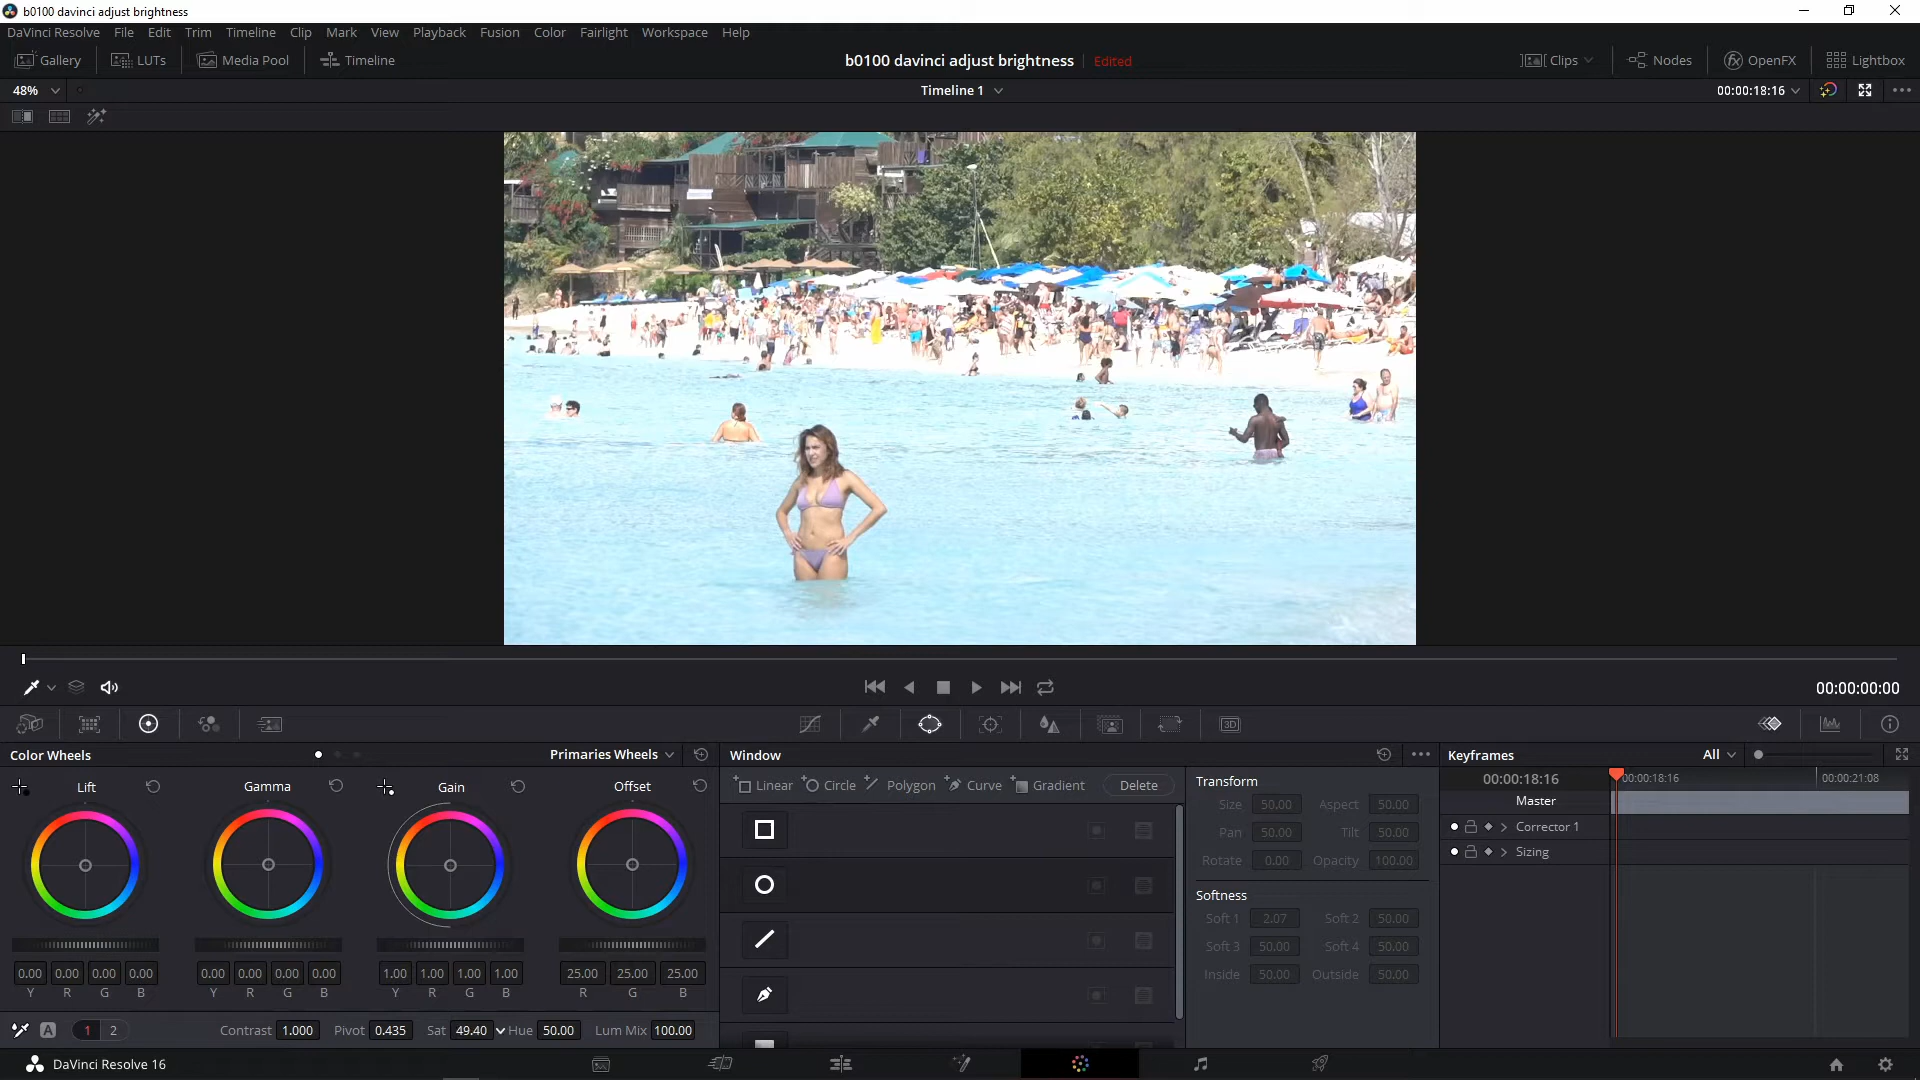 b0100 davinci adjust brightness
DaVinci Resolve File Edit Trim Timeline Clip Mark View Playback Fusion Color Fairlight Workspace Help
Gallery LUTs Media Pool Timeline b0100 davinci adjust brightness Edited Clips Nodes OpenFX Lightbox
48% Timeline 1 00:00:18:16
00:00:00:00
Color Wheels Primaries Wheels Window Keyframes All
Lift Gamma Gain Offset
Linear Circle Polygon Curve Gradient Delete
Transform
Size 50.00 Aspect 50.00
Pan 50.00 Tilt 50.00
Rotate 0.00 Opacity 100.00
Softness
Soft 1 2.07 Soft 2 50.00
Soft 3 50.00 Soft 4 50.00
Inside 50.00 Outside 50.00
00:00:18:16 00:00:18:16 00:00:21:08
Master
Corrector 1
Sizing
0.00 0.00 0.00 0.00 0.00 0.00 0.00 0.00 1.00 1.00 1.00 1.00 25.00 25.00 25.00
Y R G B Y R G B Y R G B R G B
A 1 2 Contrast 1.000 Pivot 0.435 Sat 49.40 Hue 50.00 Lum Mix 100.00
3D
DaVinci Resolve 16